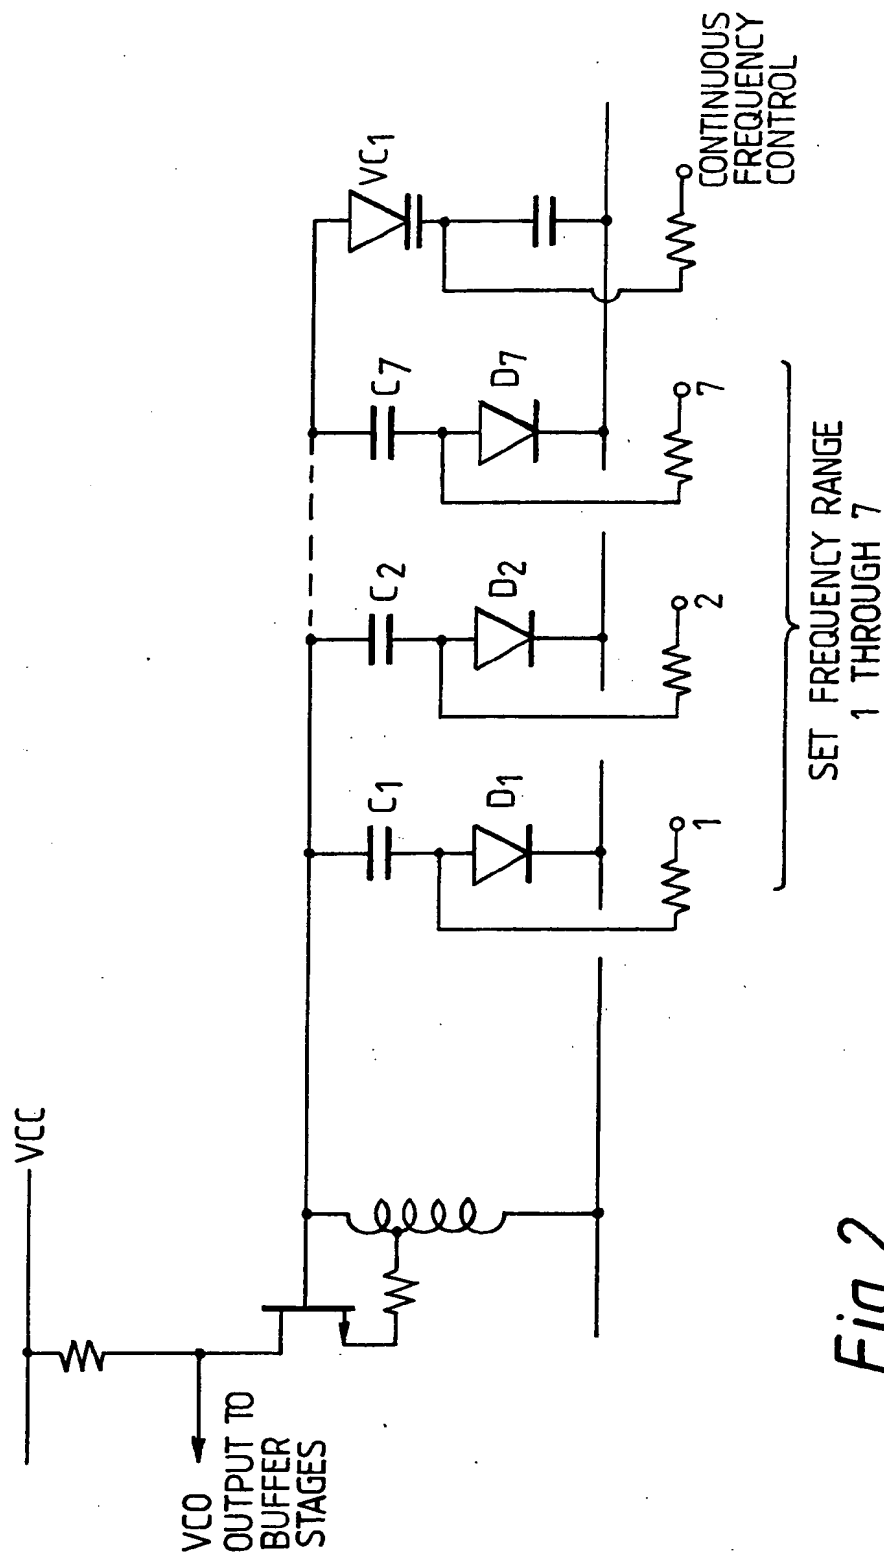 VCC
VCO
OUTPUT TO
BUFFER
STAGES
C1
D1
1
C2
D2
2
C7
D7
7
VC1
CONTINUOUS
FREQUENCY
CONTROL
SET FREQUENCY RANGE
1 THROUGH 7
Fig. 2